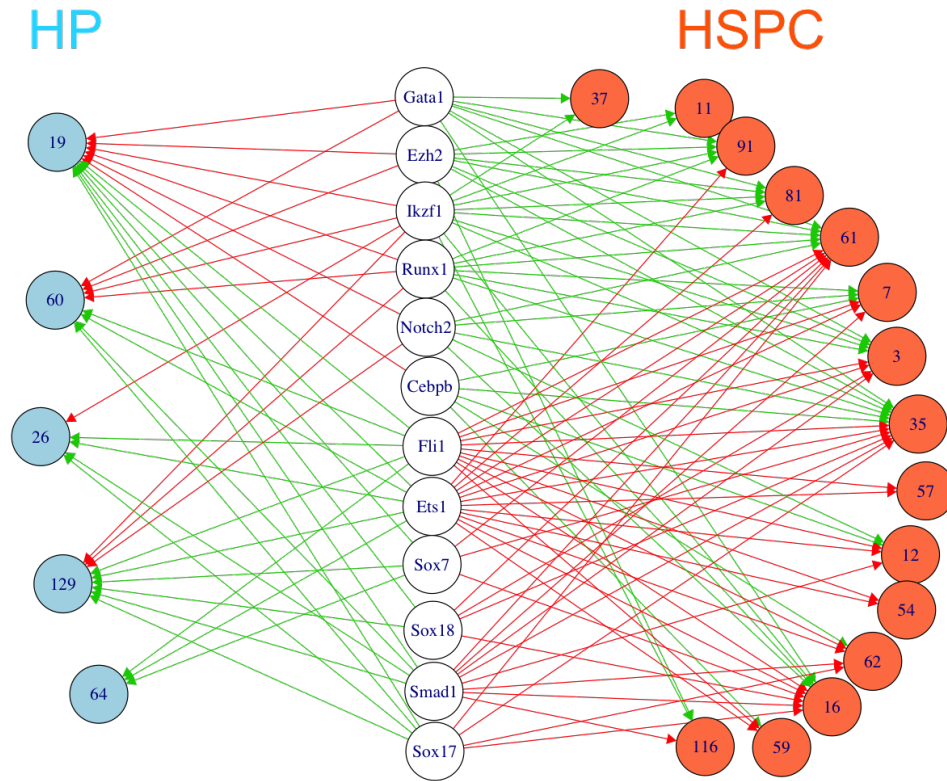 HP
HSPC
Gata1
Ezh2
Ikzf1
Runx1
Notch2
Cebpb
Fli1
Ets1
Sox7
Sox18
Smad1
Sox17
19
60
26
129
64
37
11
91
81
61
7
3
35
57
12
54
62
16
59
116